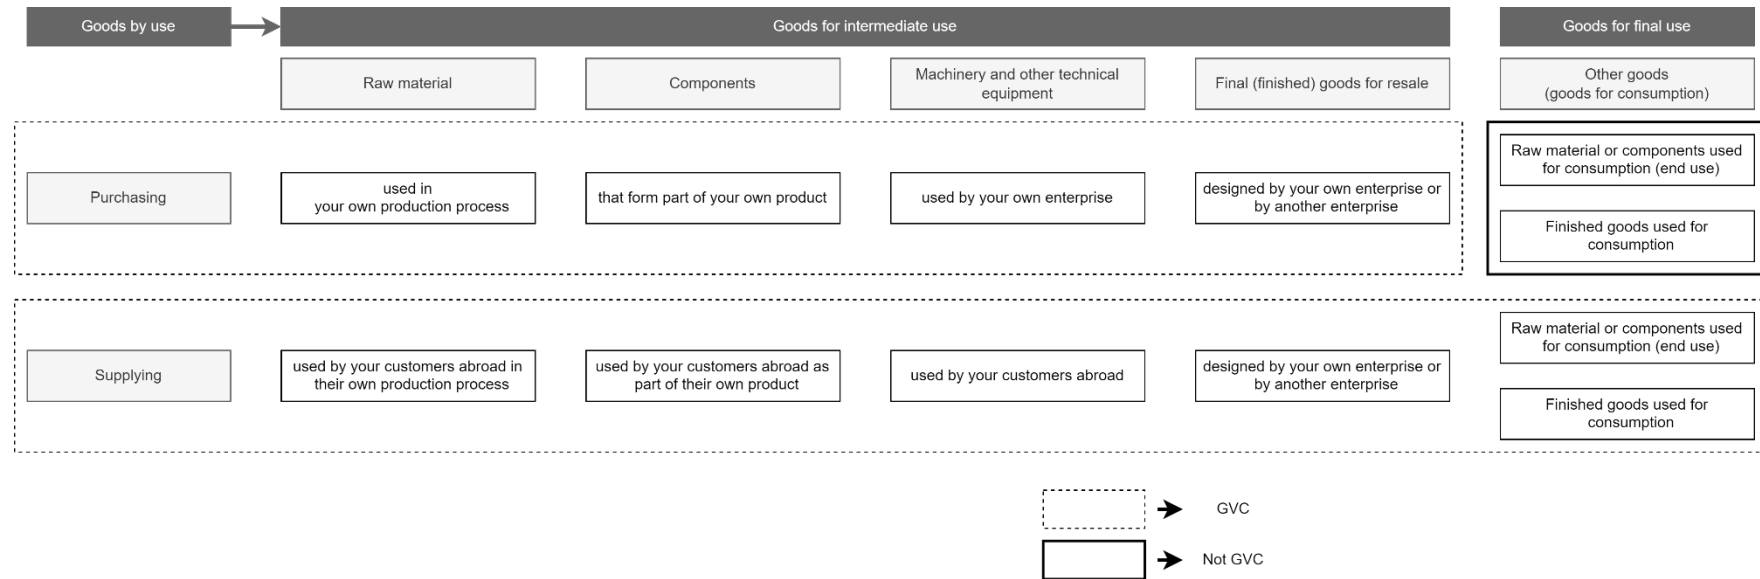 Goods by use
Goods for intermediate use
Goods for final use
Raw material
Components
Machinery and other technical
equipment
Final (finished) goods for resale
Other goods
(goods for consumption)
Purchasing
used in
your own production process
that form part of your own product
used by your own enterprise
designed by your own enterprise or
by another enterprise
Raw material or components used
for consumption (end use)
Finished goods used for
consumption
Supplying
used by your customers abroad in
their own production process
used by your customers abroad as
part of their own product
used by your customers abroad
designed by your own enterprise or
by another enterprise
Raw material or components used
for consumption (end use)
Finished goods used for
consumption
GVC
Not GVC